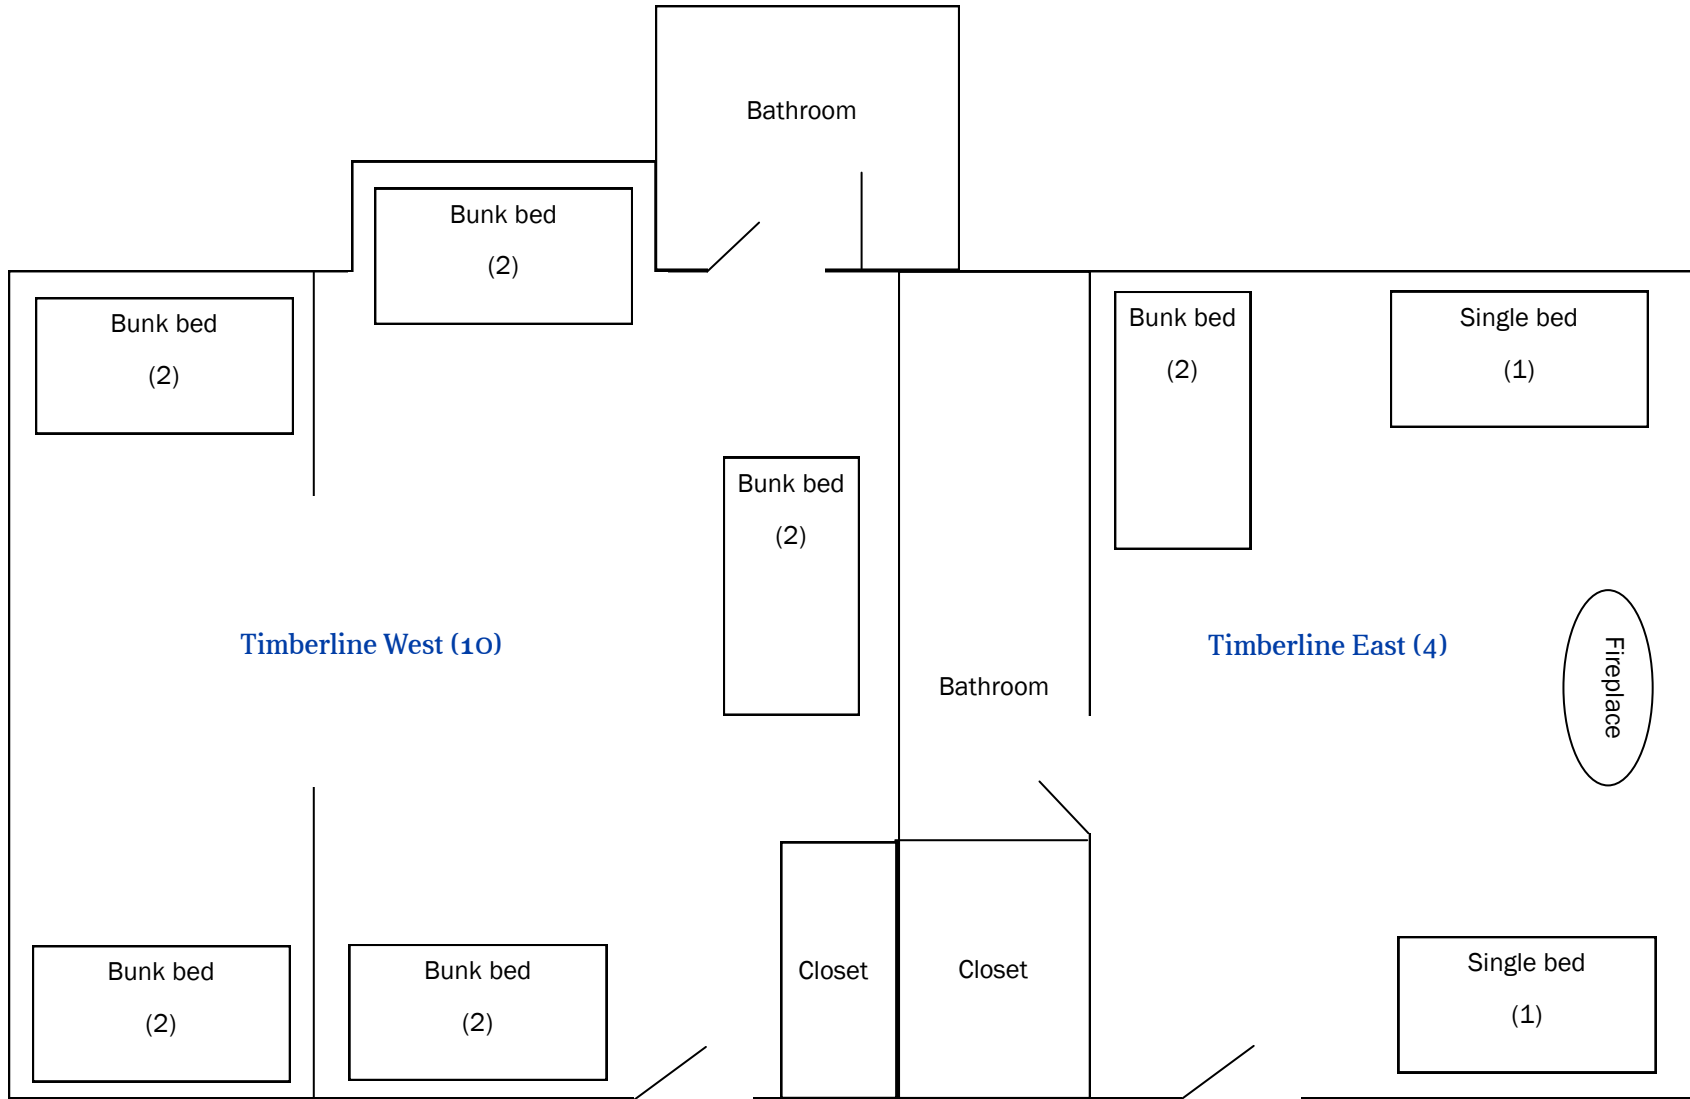 Bathroom
Bunk bed
(2)
Bunk bed
(2)
Bunk bed
(2)
Single bed
(1)
Bunk bed
(2)
Timberline West (10)
Timberline East (4)
Fireplace
Bathroom
Bunk bed
(2)
Bunk bed
(2)
Closet
Closet
Single bed
(1)